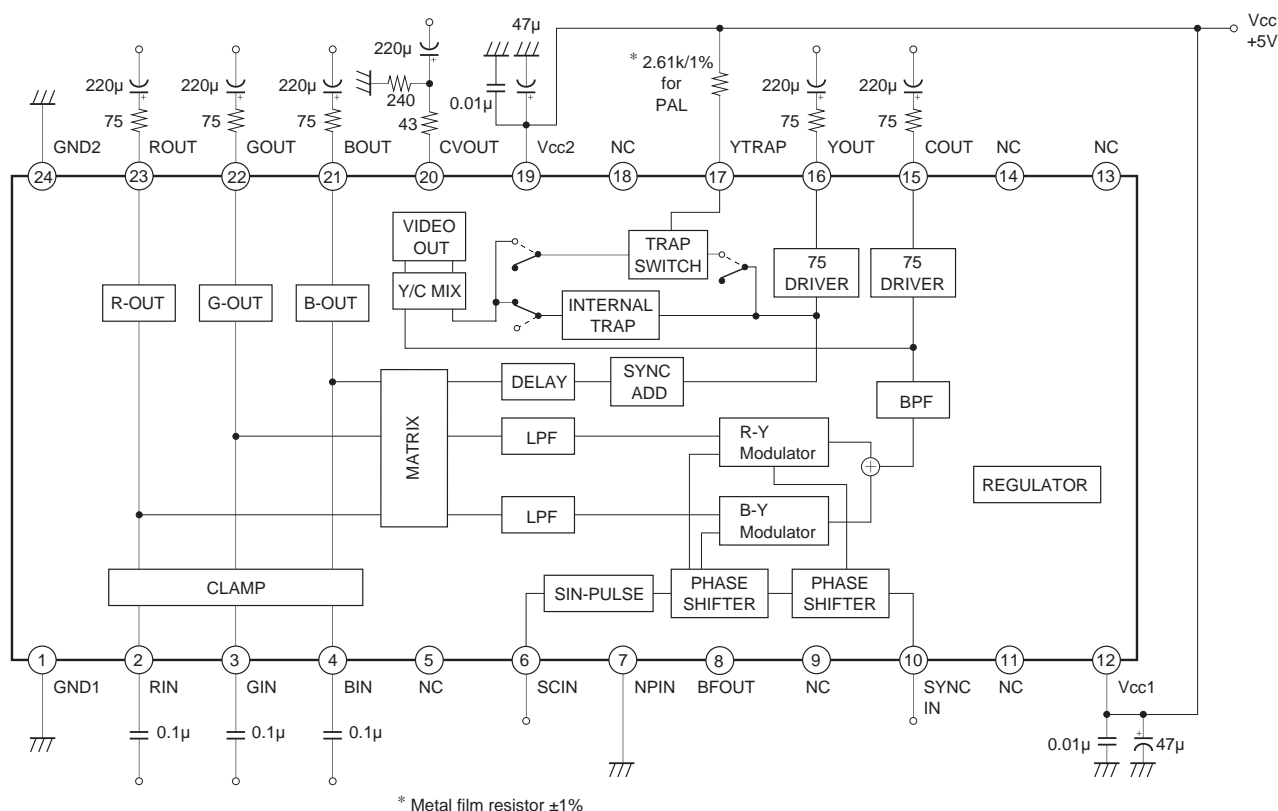 47µ
Vcc
+5V
220µ
220µ
220µ
220µ
* 2.61k/1%
for
PAL
220µ
220µ
240
0.01µ
75
75
75
43
75
75
GND2
ROUT
GOUT
BOUT
CVOUT
Vcc2
NC
YTRAP
YOUT
COUT
NC
NC
24
23
22
21
20
19
18
17
16
15
14
13
VIDEO
OUT
TRAP
SWITCH
75
DRIVER
75
DRIVER
R-OUT
G-OUT
B-OUT
Y/C MIX
INTERNAL
TRAP
MATRIX
DELAY
SYNC
ADD
BPF
LPF
R-Y
Modulator
REGULATOR
LPF
B-Y
Modulator
CLAMP
SIN-PULSE
PHASE
SHIFTER
PHASE
SHIFTER
1
2
3
4
5
6
7
8
9
10
11
12
GND1
RIN
GIN
BIN
NC
SCIN
NPIN
BFOUT
NC
SYNC
IN
NC
Vcc1
0.1µ
0.1µ
0.1µ
0.01µ
47µ
* Metal film resistor ±1%